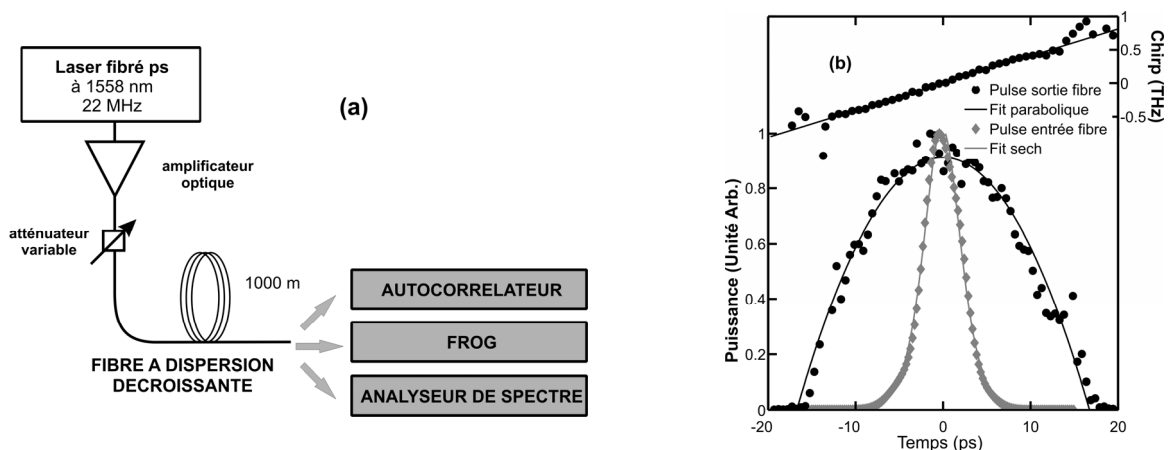 Laser fibré ps
à 1558 nm
22 MHz
(a)
amplificateur
optique
atténuateur
variable
1000 m
FIBRE A DISPERSION
DECROISSANTE
AUTOCORRELATEUR
FROG
ANALYSEUR DE SPECTRE
(b)
1
0.5
0
-0.5
Chirp (THz)
Pulse sortie fibre
Fit parabolique
Pulse entrée fibre
Fit sech
1
0.8
0.6
0.4
0.2
0
Puissance (Unité Arb.)
-20
-10
0
10
20
Temps (ps)